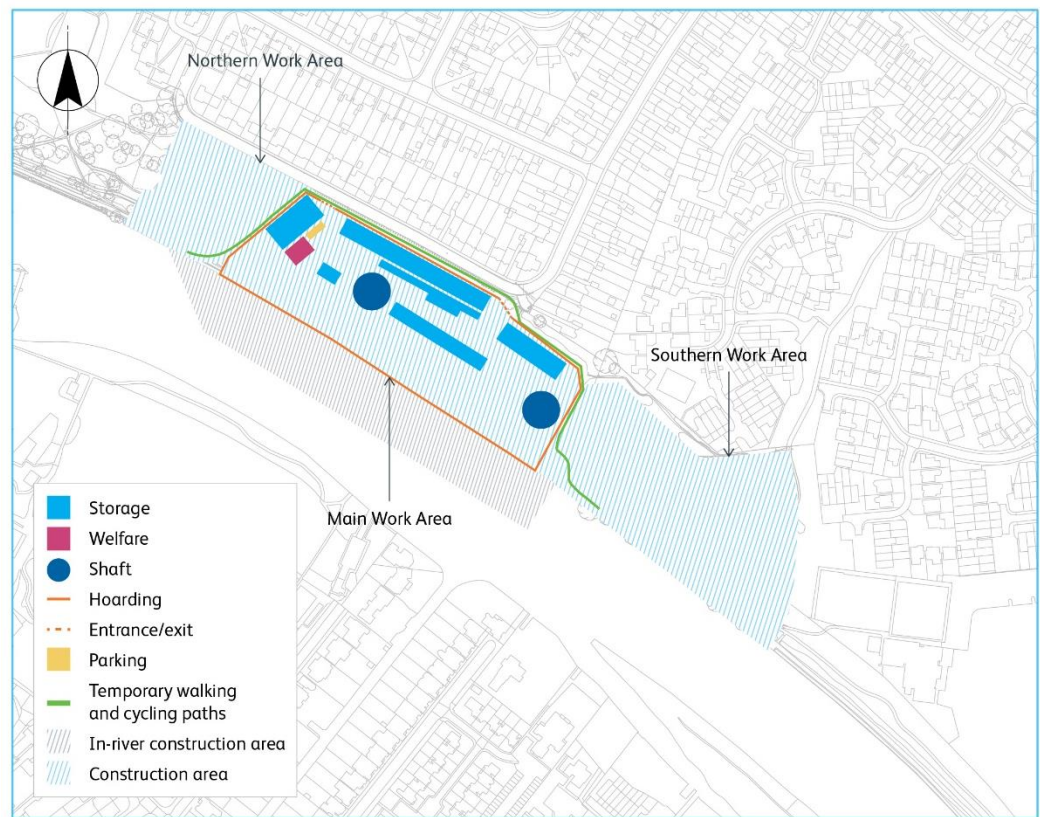 Northern Work Area
Southern Work Area
Main Work Area
Storage
Welfare
Shaft
Hoarding
Entrance/exit
Parking
Temporary walking
and cycling paths
In-river construction area
Construction area